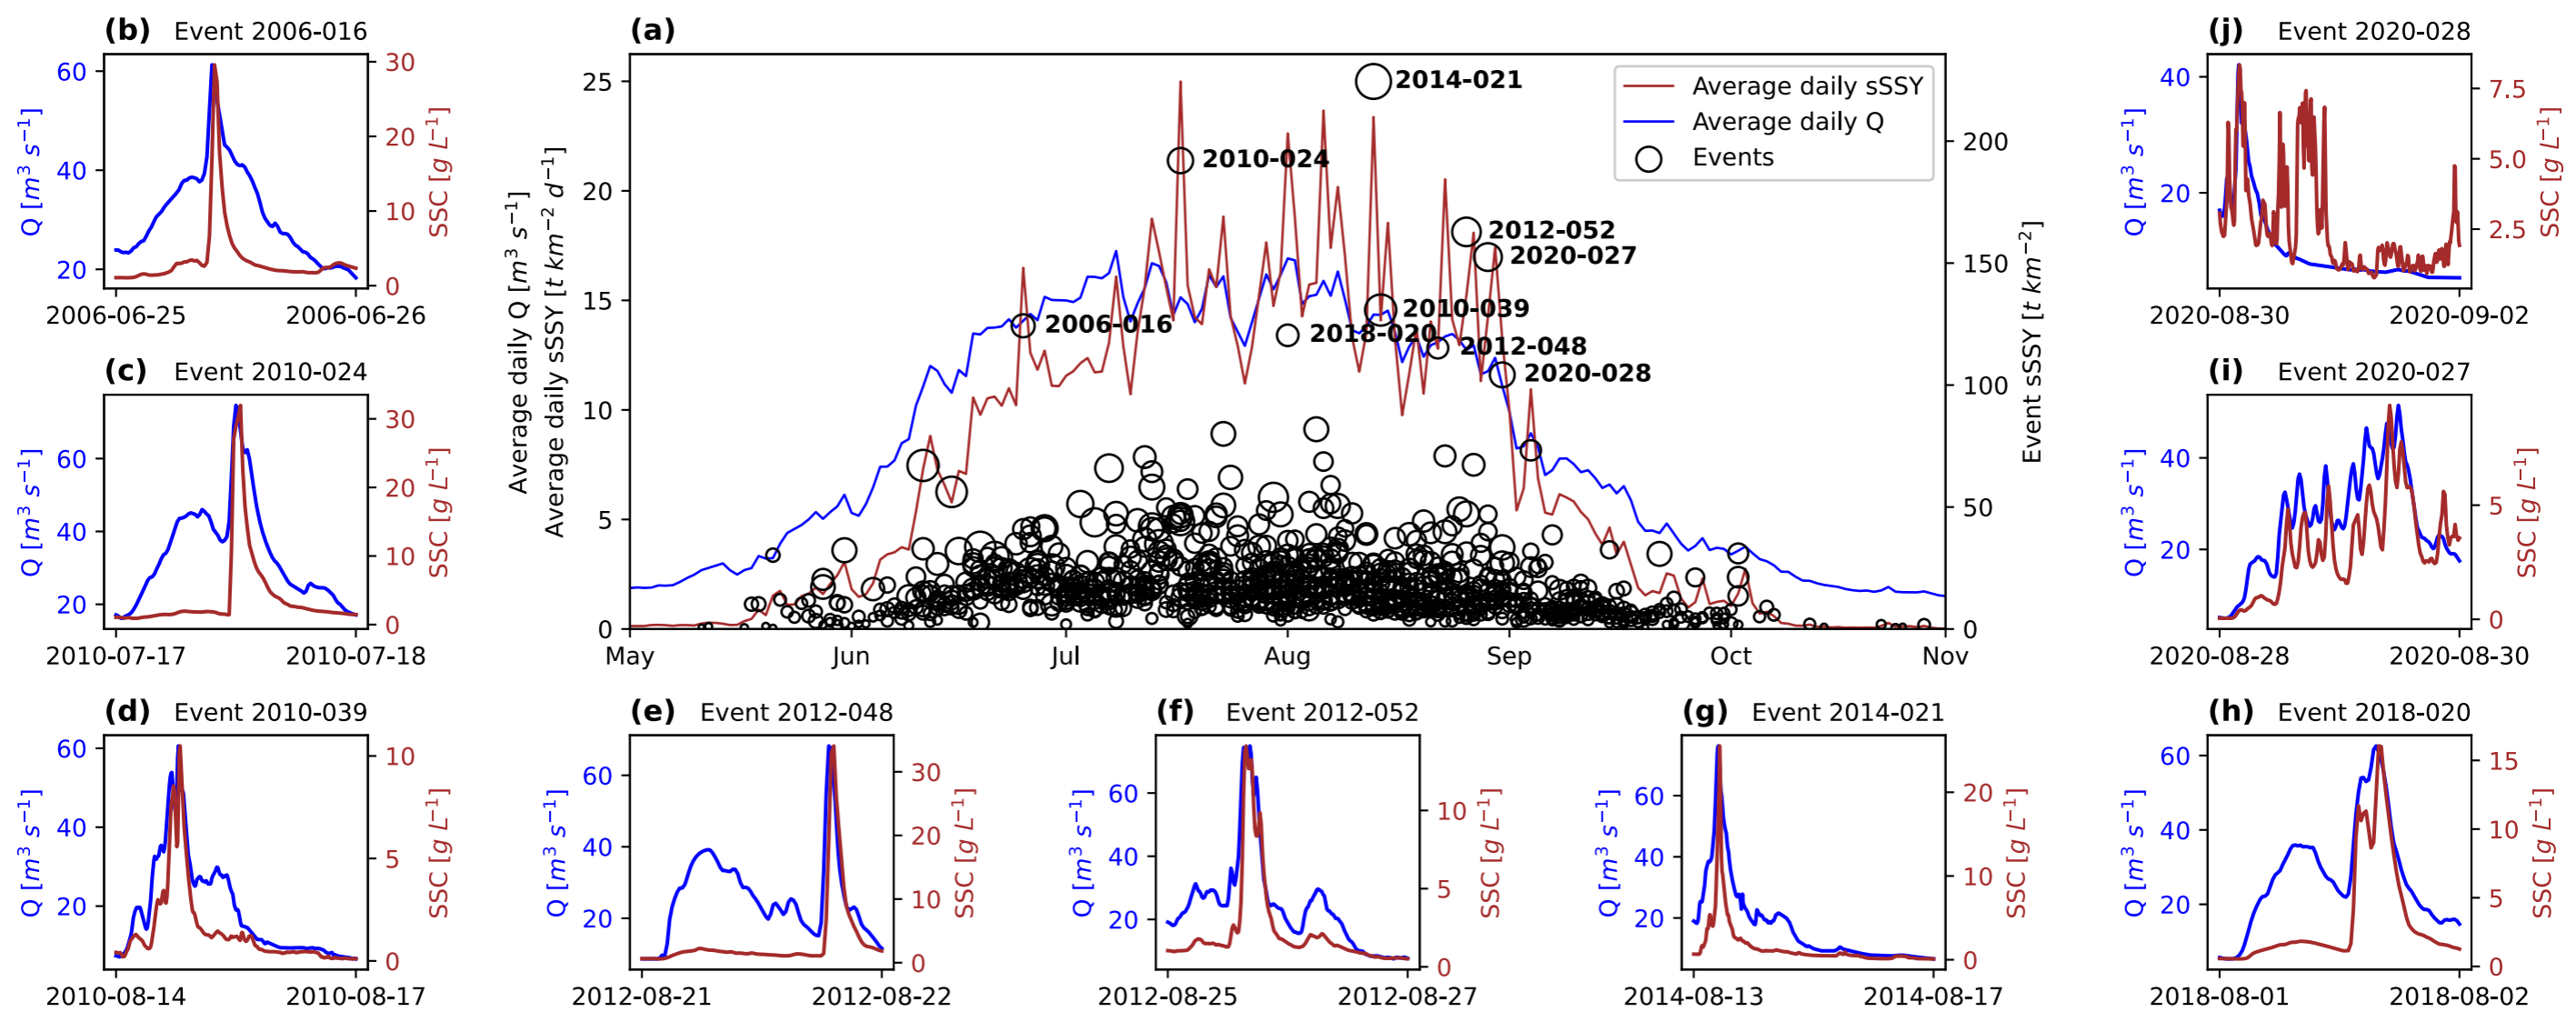 (b) Event 2006-016
60
40
20
Q [m³ s⁻¹]
30
20
10
0
SSC [g L⁻¹]
2006-06-25 2006-06-26
(c) Event 2010-024
60
40
20
Q [m³ s⁻¹]
30
20
10
0
SSC [g L⁻¹]
2010-07-17 2010-07-18
(d) Event 2010-039
60
40
20
Q [m³ s⁻¹]
10
5
0
SSC [g L⁻¹]
2010-08-14 2010-08-17
(a)
Average daily Q [m³ s⁻¹]
Average daily sSSY [t km⁻² d⁻¹]
25
20
15
10
5
0
Average daily sSSY
Average daily Q
Events
2014-021
2010-024
2012-052
2020-027
2010-039
2006-016
2018-020
2012-048
2020-028
200
150
100
50
0
Event sSSY [t km⁻²]
May Jun Jul Aug Sep Oct Nov
(e) Event 2012-048
60
40
20
Q [m³ s⁻¹]
30
20
10
0
SSC [g L⁻¹]
2012-08-21 2012-08-22
(f) Event 2012-052
60
40
20
Q [m³ s⁻¹]
10
5
0
SSC [g L⁻¹]
2012-08-25 2012-08-27
(g) Event 2014-021
60
40
20
Q [m³ s⁻¹]
20
10
0
SSC [g L⁻¹]
2014-08-13 2014-08-17
(j) Event 2020-028
40
20
Q [m³ s⁻¹]
7.5
5.0
2.5
SSC [g L⁻¹]
2020-08-30 2020-09-02
(i) Event 2020-027
40
20
Q [m³ s⁻¹]
5
0
SSC [g L⁻¹]
2020-08-28 2020-08-30
(h) Event 2018-020
60
40
20
Q [m³ s⁻¹]
15
10
5
0
SSC [g L⁻¹]
2018-08-01 2018-08-02